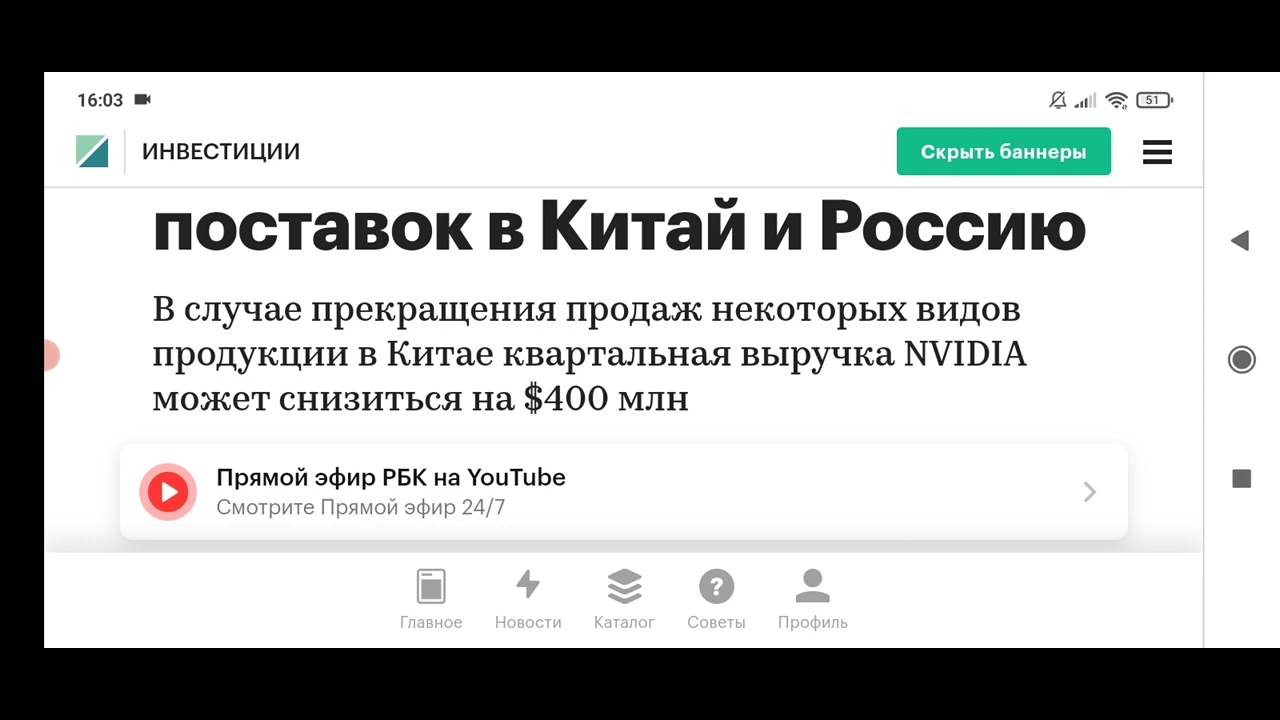 16:03
51
ИНВЕСТИЦИИ
Скрыть баннеры
поставок в Китай и Россию
В случае прекращения продаж некоторых видов
продукции в Китае квартальная выручка NVIDIA
может снизиться на $400 млн
Прямой эфир РБК на YouTube
Смотрите Прямой эфир 24/7
Главное
Новости
Каталог
Советы
Профиль